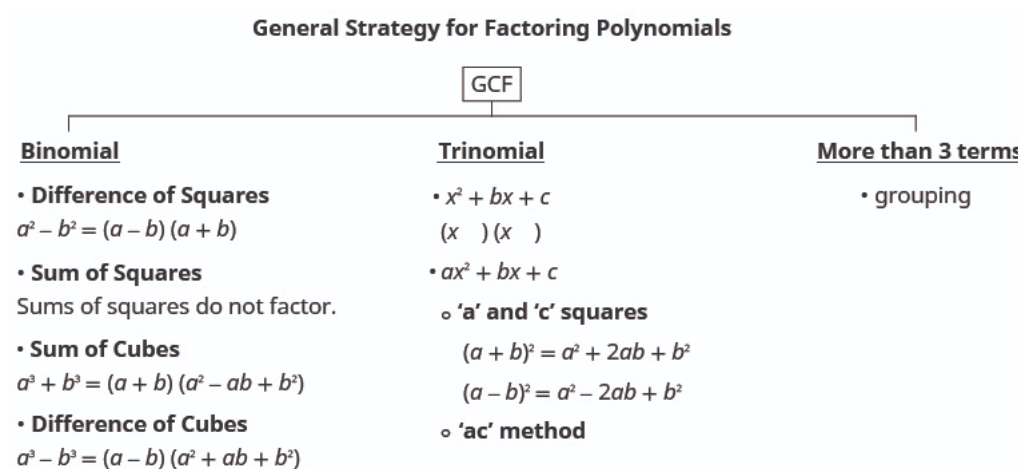 General Strategy for Factoring Polynomials
GCF
Binomial
• Difference of Squares
a² – b² = (a – b) (a + b)
• Sum of Squares
Sums of squares do not factor.
• Sum of Cubes
a³ + b³ = (a + b) (a² – ab + b²)
• Difference of Cubes
a³ – b³ = (a – b) (a² + ab + b²)
Trinomial
• x² + bx + c
(x   ) (x   )
• ax² + bx + c
∘ ‘a’ and ‘c’ squares
(a + b)² = a² + 2ab + b²
(a – b)² = a² – 2ab + b²
∘ ‘ac’ method
More than 3 terms
• grouping